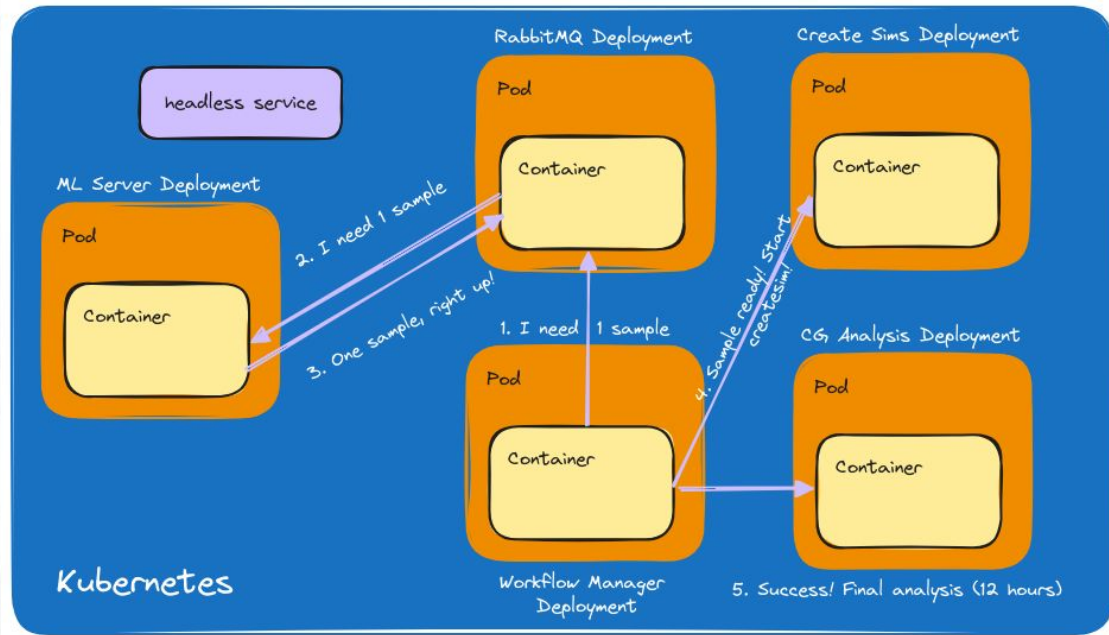 RabbitMQ Deployment
Create Sims Deployment
headless service
Pod
Container
Pod
Container
ML Server Deployment
Pod
Container
2. I need 1 sample
3. One sample, right up!
1. I need 1 sample
4. Sample ready! Start
createsim!
CG Analysis Deployment
Pod
Container
Pod
Container
Kubernetes
Workflow Manager
Deployment
5. Success! Final analysis (12 hours)